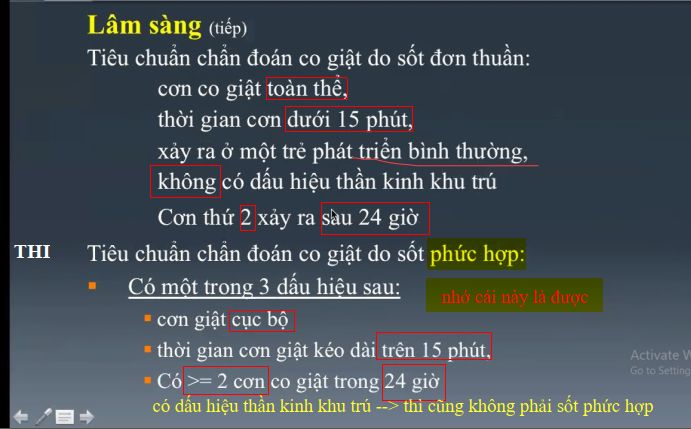 Lâm sàng (tiếp)
Tiêu chuẩn chẩn đoán co giật do sốt đơn thuần:
cơn co giật toàn thể,
thời gian cơn dưới 15 phút,
xảy ra ở một trẻ phát triển bình thường,
không có dấu hiệu thần kinh khu trú
Cơn thứ 2 xảy ra sau 24 giờ
THI Tiêu chuẩn chẩn đoán co giật do sốt phức hợp:
Có một trong 3 dấu hiệu sau:
nhớ cái này là được
cơn giật cục bộ
thời gian cơn giật kéo dài trên 15 phút,
Có >= 2 cơn co giật trong 24 giờ
có dấu hiệu thần kinh khu trú --> thì cũng không phải sốt phức hợp
Activate W
Go to Setting